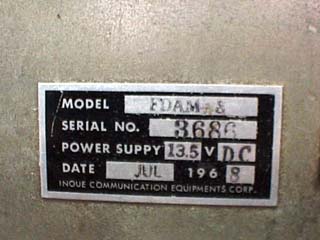 MODEL FDAM-3
SERIAL NO. 3686
POWER SUPPY 13.5 V DC
DATE JUL 1968
INOUE COMMUNICATION EQUIPMENTS CORP.